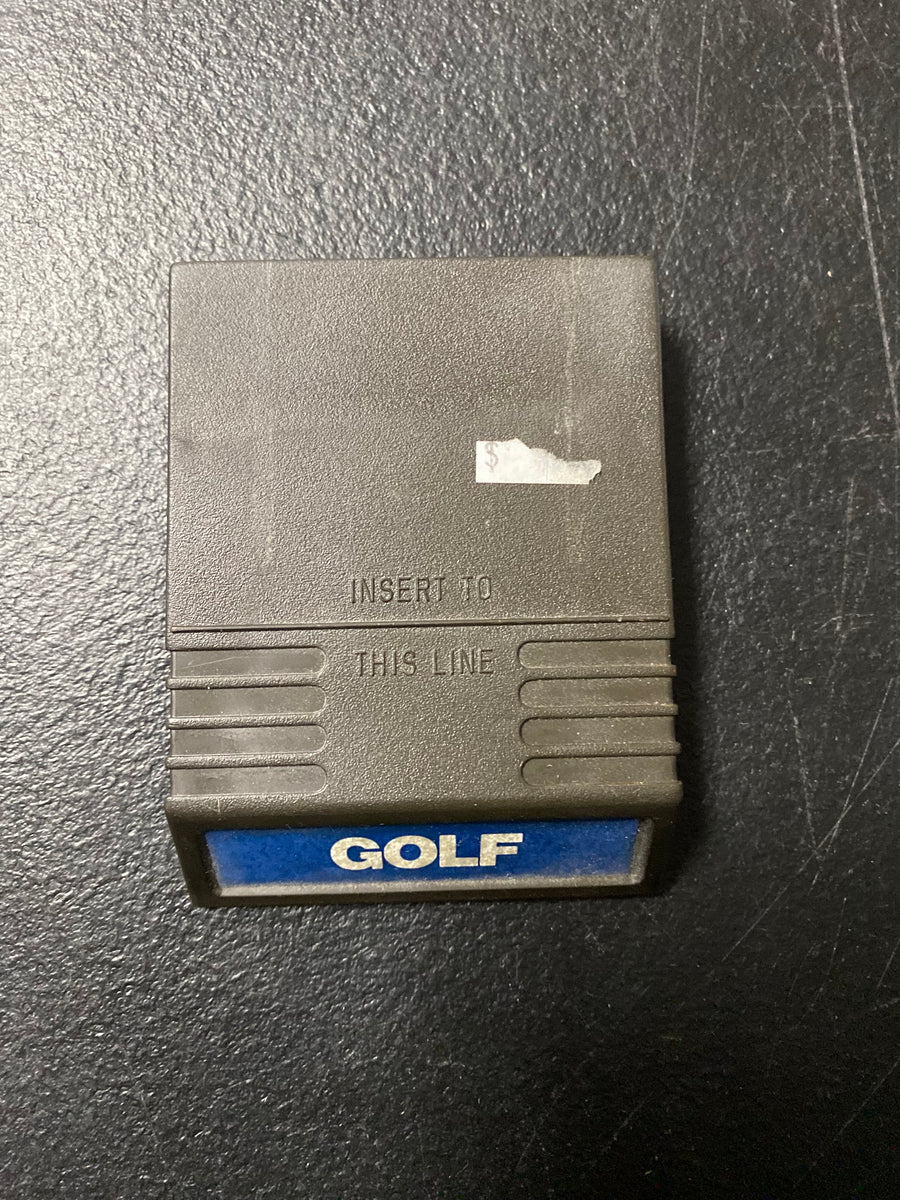 $
INSERT TO
THIS LINE
GOLF